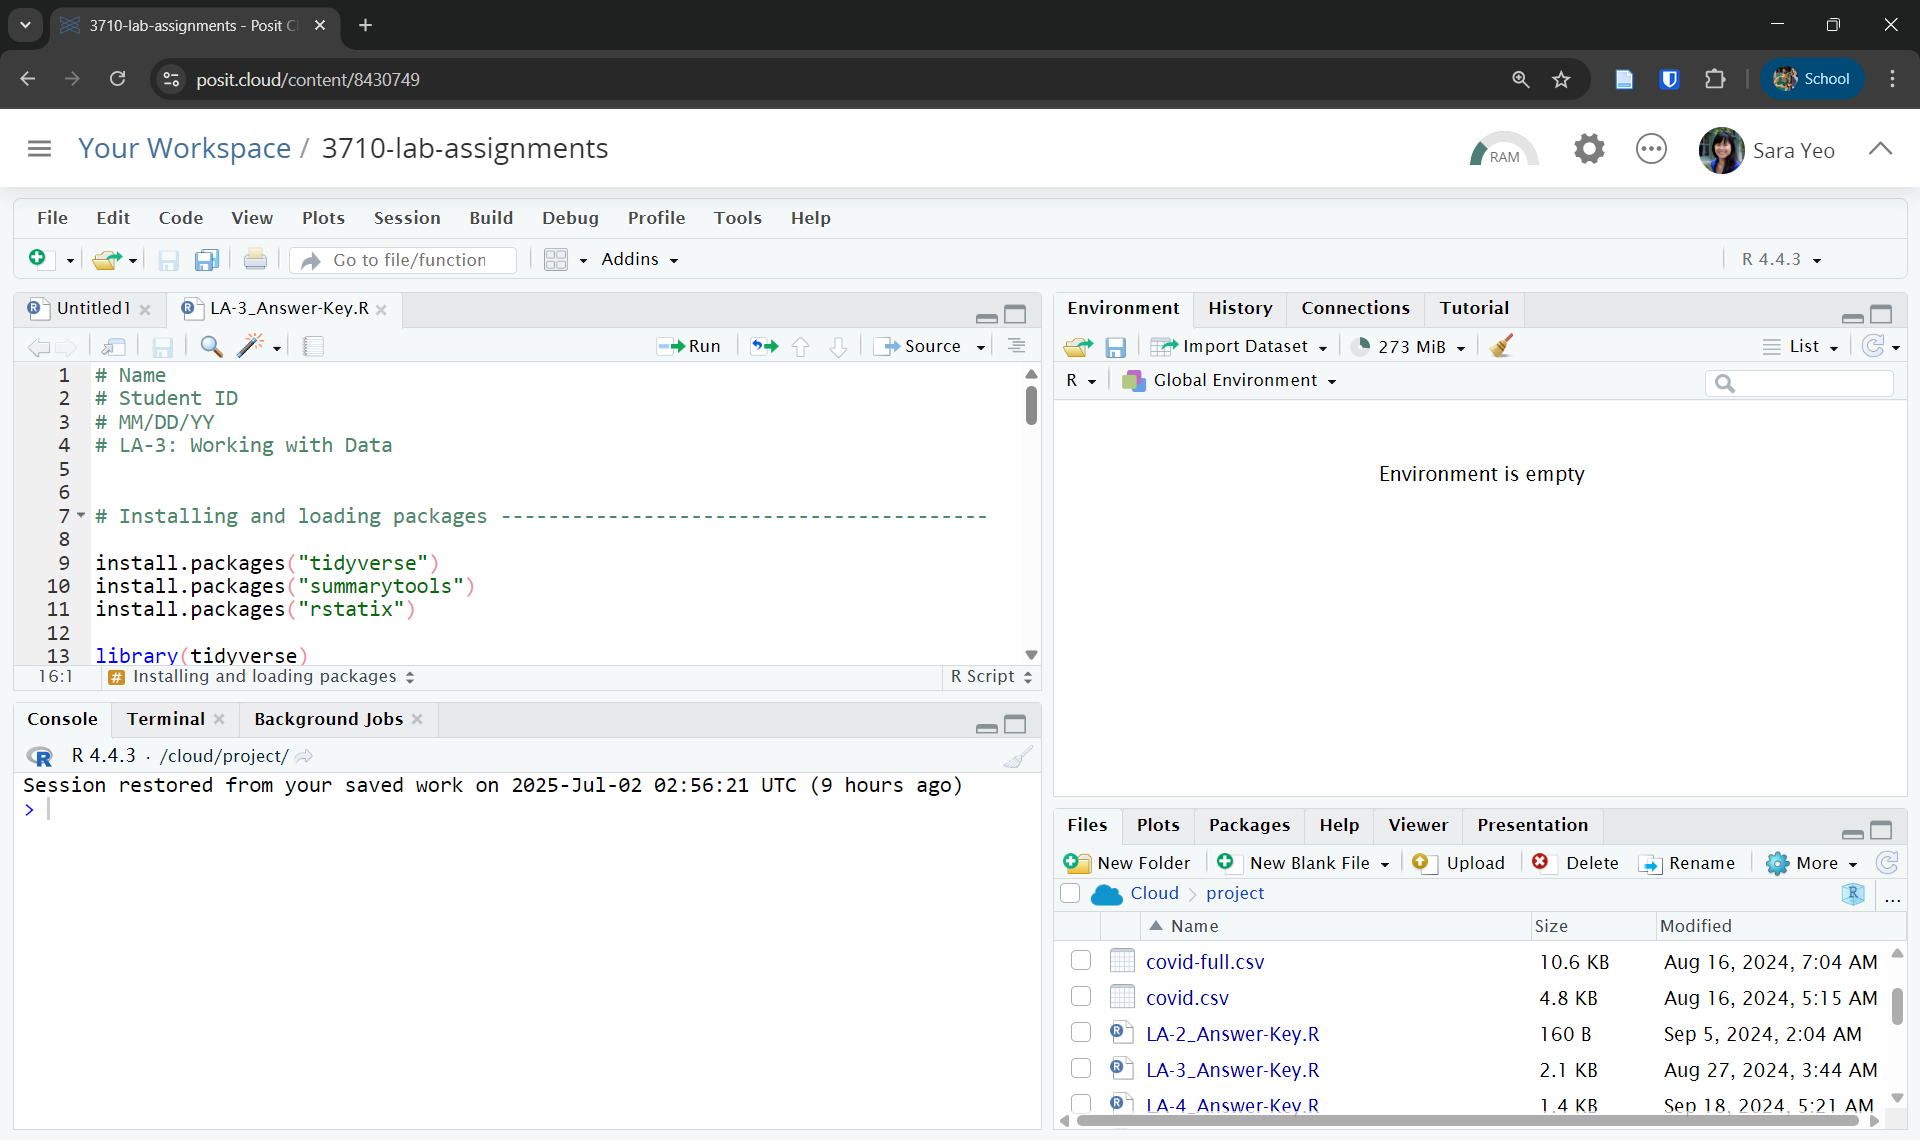 3710-lab-assignments - Posit Cl
posit.cloud/content/8430749
School
Your Workspace / 3710-lab-assignments
RAM
Sara Yeo
File Edit Code View Plots Session Build Debug Profile Tools Help
Go to file/function
Addins
R 4.4.3
Untitled1
LA-3_Answer-Key.R
Run
Source
1 # Name
2 # Student ID
3 # MM/DD/YY
4 # LA-3: Working with Data
5
6
7 # Installing and loading packages -----------------------------------------
8
9 install.packages("tidyverse")
10 install.packages("summarytools")
11 install.packages("rstatix")
12
13 library(tidyverse)
16:1 # Installing and loading packages R Script
Console Terminal Background Jobs
R R 4.4.3 · /cloud/project/
Session restored from your saved work on 2025-Jul-02 02:56:21 UTC (9 hours ago)
>
Environment History Connections Tutorial
Import Dataset 273 MiB List
R Global Environment
Environment is empty
Files Plots Packages Help Viewer Presentation
New Folder New Blank File Upload Delete Rename More
Cloud project R ...
Name Size Modified
covid-full.csv 10.6 KB Aug 16, 2024, 7:04 AM
covid.csv 4.8 KB Aug 16, 2024, 5:15 AM
LA-2_Answer-Key.R 160 B Sep 5, 2024, 2:04 AM
LA-3_Answer-Key.R 2.1 KB Aug 27, 2024, 3:44 AM
LA-4_Answer-Key.R 1.4 KB Sep 18, 2024, 5:21 AM